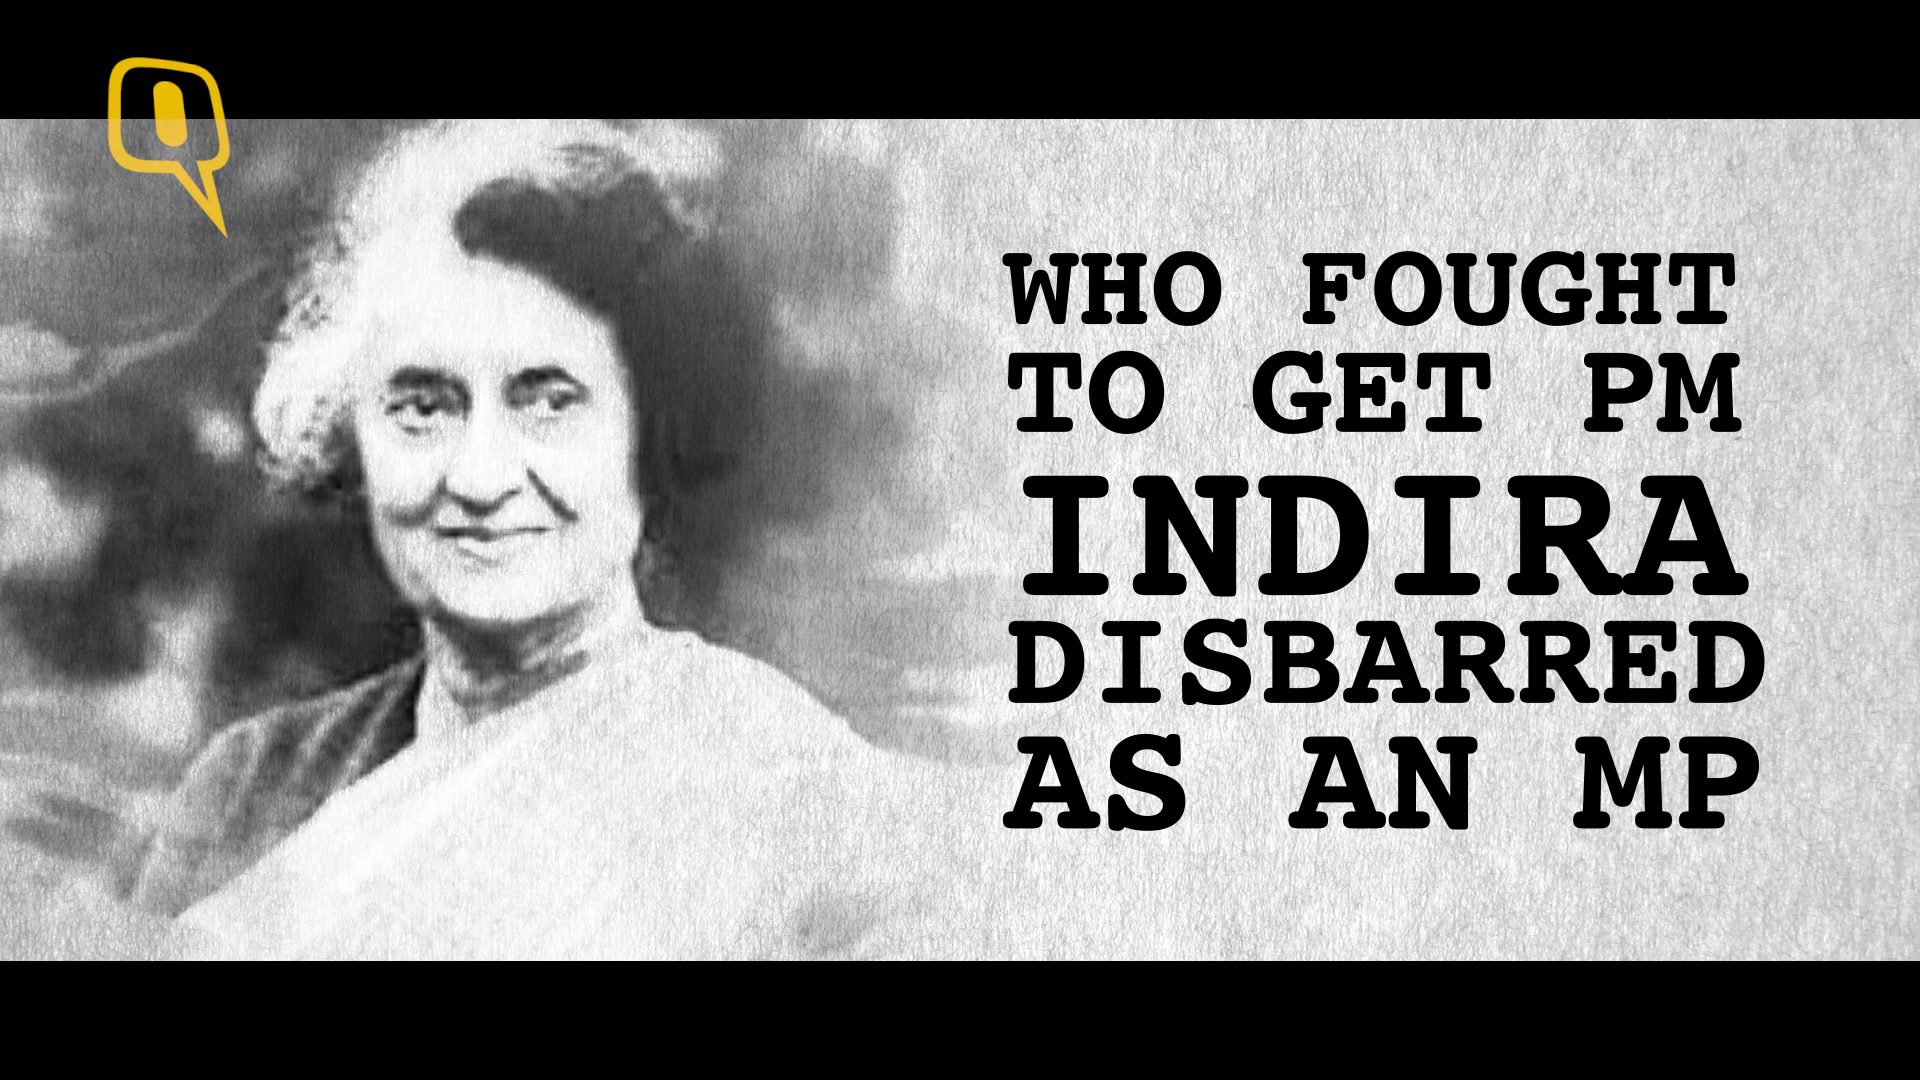 WHO FOUGHT
TO GET PM
INDIRA
DISBARRED
AS AN MP